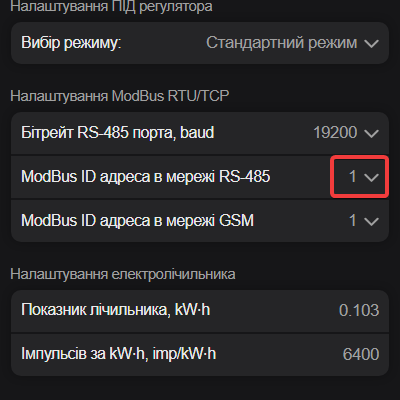 Налаштування ПІД регулятора
Вибір режиму: Стандартний режим
Налаштування ModBus RTU/TCP
Бітрейт RS-485 порта, baud 19200
ModBus ID адреса в мережі RS-485 1
ModBus ID адреса в мережі GSM 1
Налаштування електролічильника
Показник лічильника, kW·h 0.103
Імпульсів за kW·h, imp/kW·h 6400